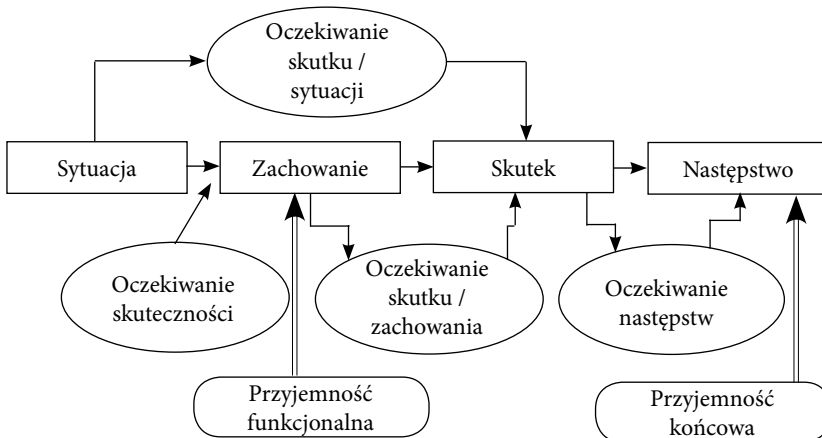 Oczekiwanie
skutku /
sytuacji
Sytuacja
Zachowanie
Skutek
Następstwo
Oczekiwanie
skuteczności
Oczekiwanie
skutku /
zachowania
Oczekiwanie
następstw
Przyjemność
funkcjonalna
Przyjemność
końcowa